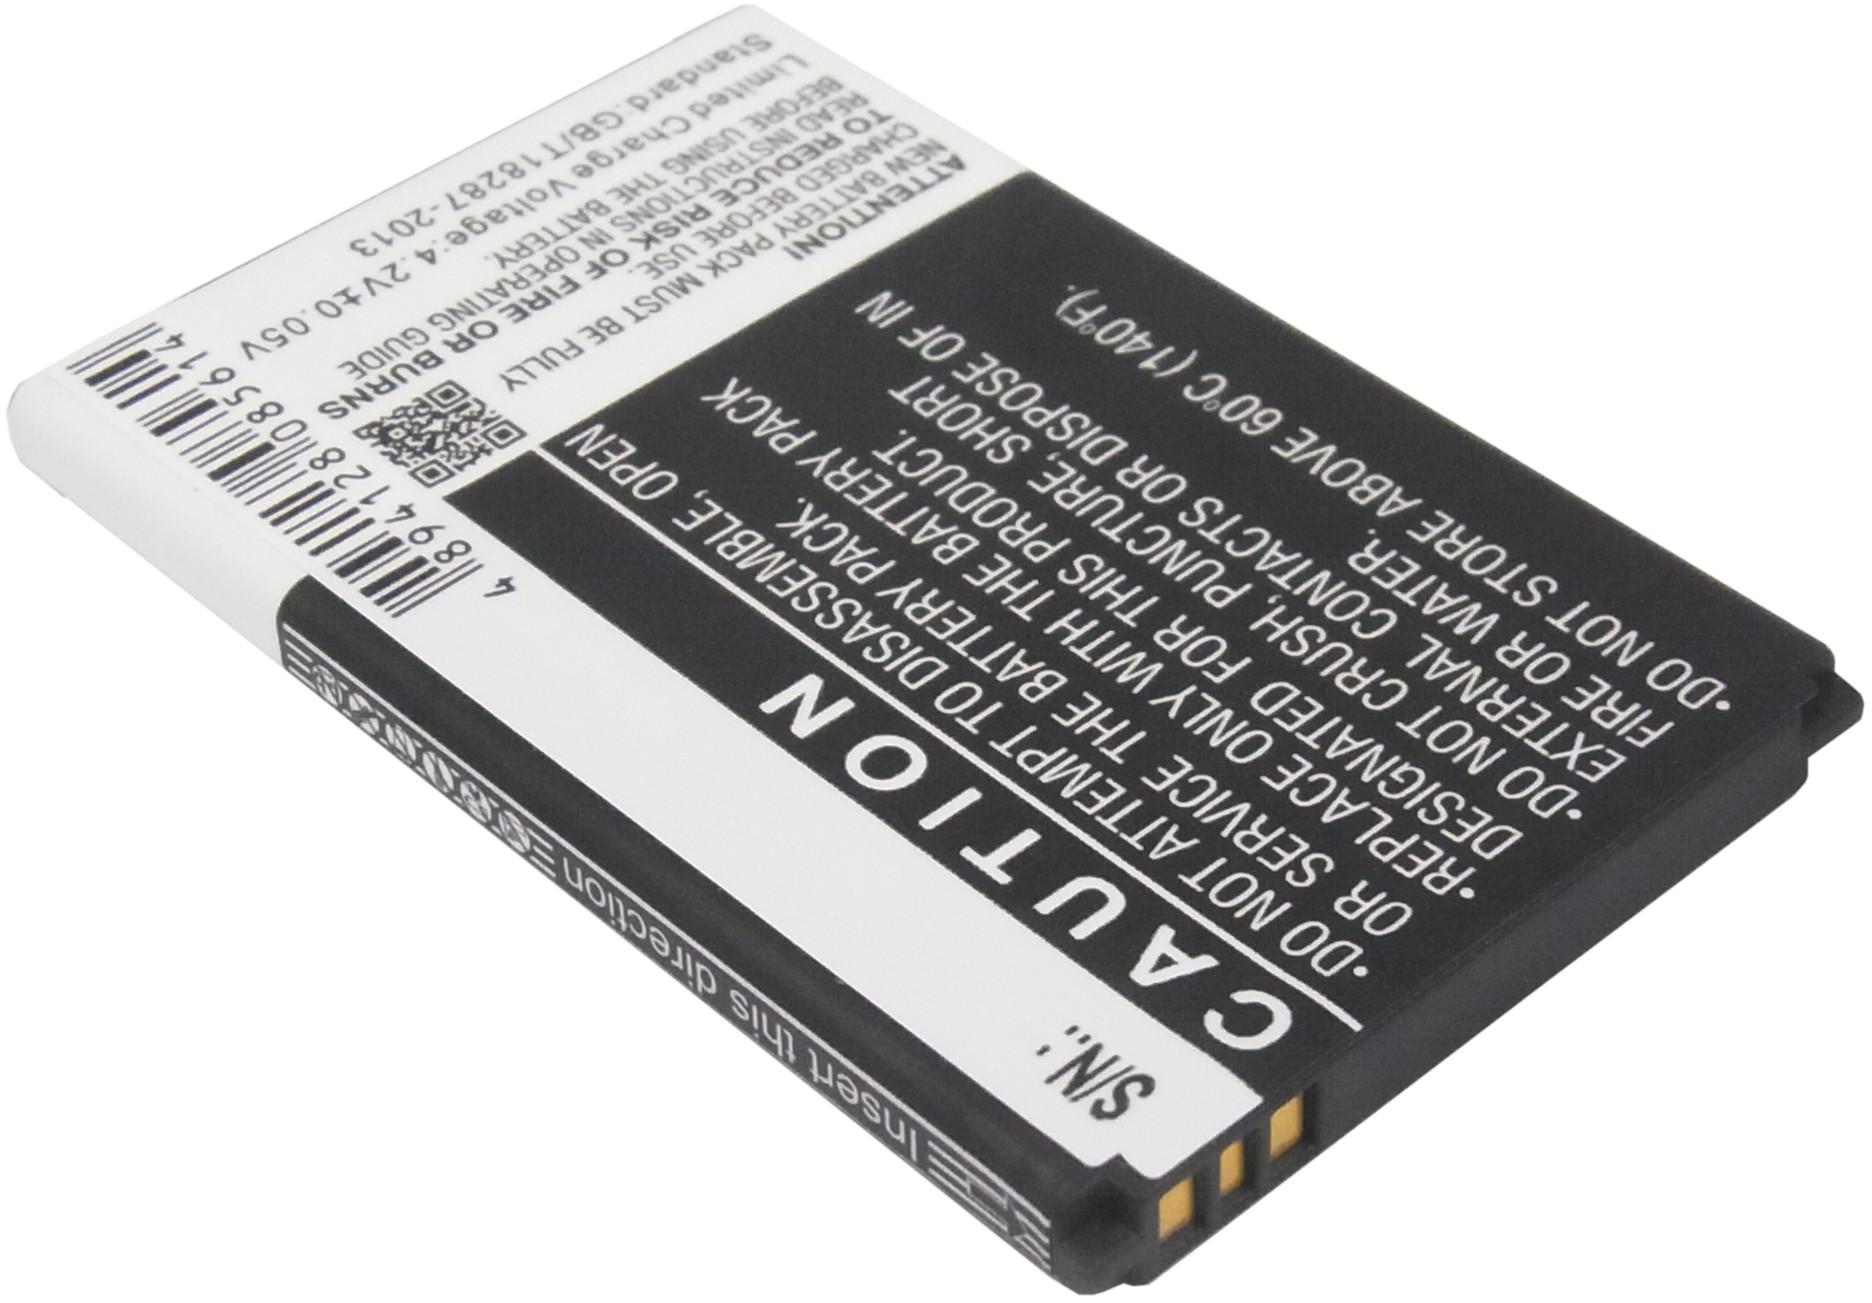 S/N.:
CAUTION
•DO NOT ATTEMPT TO DISASSEMBLE, OPEN
OR SERVICE THE BATTERY PACK.
•REPLACE ONLY WITH THE BATTERY PACK
DESIGNATED FOR THIS PRODUCT.
•DO NOT CRUSH, PUNCTURE, SHORT
EXTERNAL CONTACTS OR DISPOSE OF IN
FIRE OR WATER.
•DO NOT STORE ABOVE 60°C (140°F).
4 894128 085614
ATTENTION!
NEW BATTERY PACK MUST BE FULLY
CHARGED BEFORE USE.
TO REDUCE RISK OF FIRE OR BURNS
READ INSTRUCTIONS IN OPERATING GUIDE
BEFORE USING THE BATTERY.
Limited Charge Voltage:4.2V±0.05V
Standard:GB/T18287-2013
Insert this direction